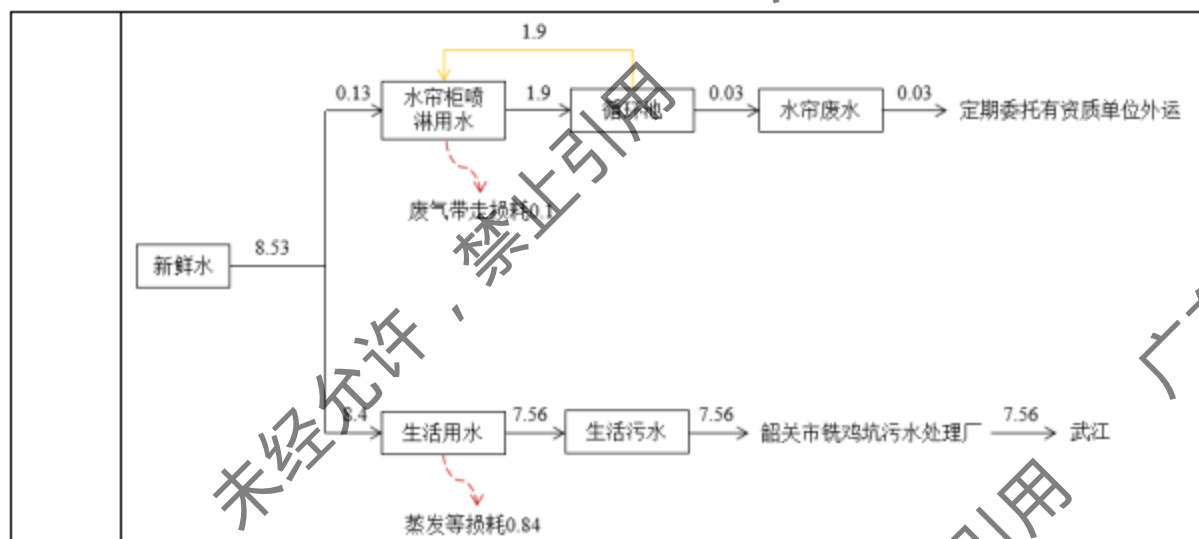 1.9
0.13
水帘柜喷
淋用水
1.9
循环池
0.03
水帘废水
0.03
定期委托有资质单位外运
废气带走损耗0.1
新鲜水
8.53
8.4
生活用水
7.56
生活污水
7.56
韶关市铁鸡坑污水处理厂
7.56
武江
蒸发等损耗0.84
未经允许，禁止引用
引用